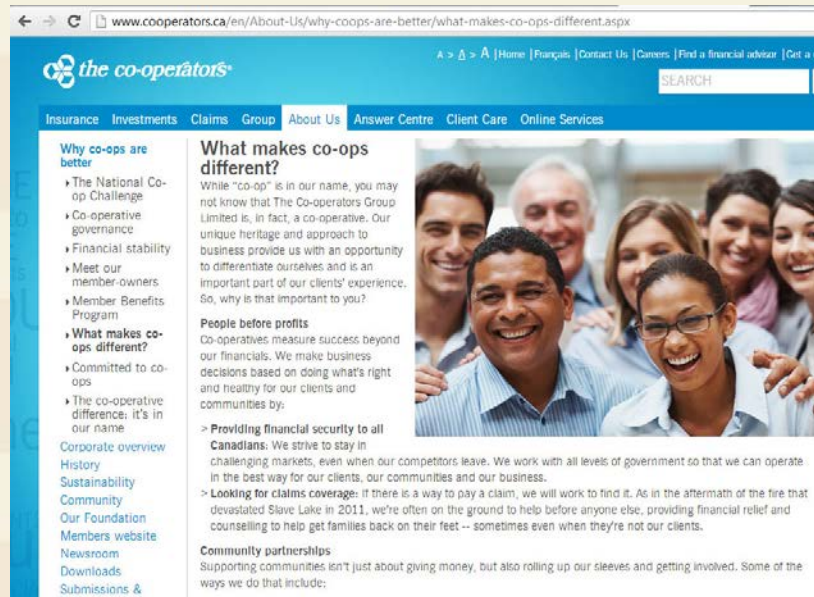 www.cooperators.ca/en/About-Us/why-coops-are-better/what-makes-co-ops-different.aspx
the co-operators
A > A > A | Home | Français | Contact Us | Careers | Find a financial advisor | Get a
SEARCH
Insurance Investments Claims Group About Us Answer Centre Client Care Online Services
Why co-ops are
better
The National Co-
op Challenge
Co-operative
governance
Financial stability
Meet our
member-owners
Member Benefits
Program
What makes co-
ops different?
Committed to co-
ops
The co-operative
difference: it's in
our name
Corporate overview
History
Sustainability
Community
Our Foundation
Members website
Newsroom
Downloads
Submissions &
What makes co-ops
different?
While "co-op" is in our name, you may
not know that The Co-operators Group
Limited is, in fact, a co-operative. Our
unique heritage and approach to
business provide us with an opportunity
to differentiate ourselves and is an
important part of our clients' experience.
So, why is that important to you?
People before profits
Co-operatives measure success beyond
our financials. We make business
decisions based on doing what's right
and healthy for our clients and
communities by:
> Providing financial security to all
Canadians: We strive to stay in
challenging markets, even when our competitors leave. We work with all levels of government so that we can operate
in the best way for our clients, our communities and our business.
> Looking for claims coverage: If there is a way to pay a claim, we will work to find it. As in the aftermath of the fire that
devastated Slave Lake in 2011, we're often on the ground to help before anyone else, providing financial relief and
counselling to help get families back on their feet -- sometimes even when they're not our clients.
Community partnerships
Supporting communities isn't just about giving money, but also rolling up our sleeves and getting involved. Some of the
ways we do that include: